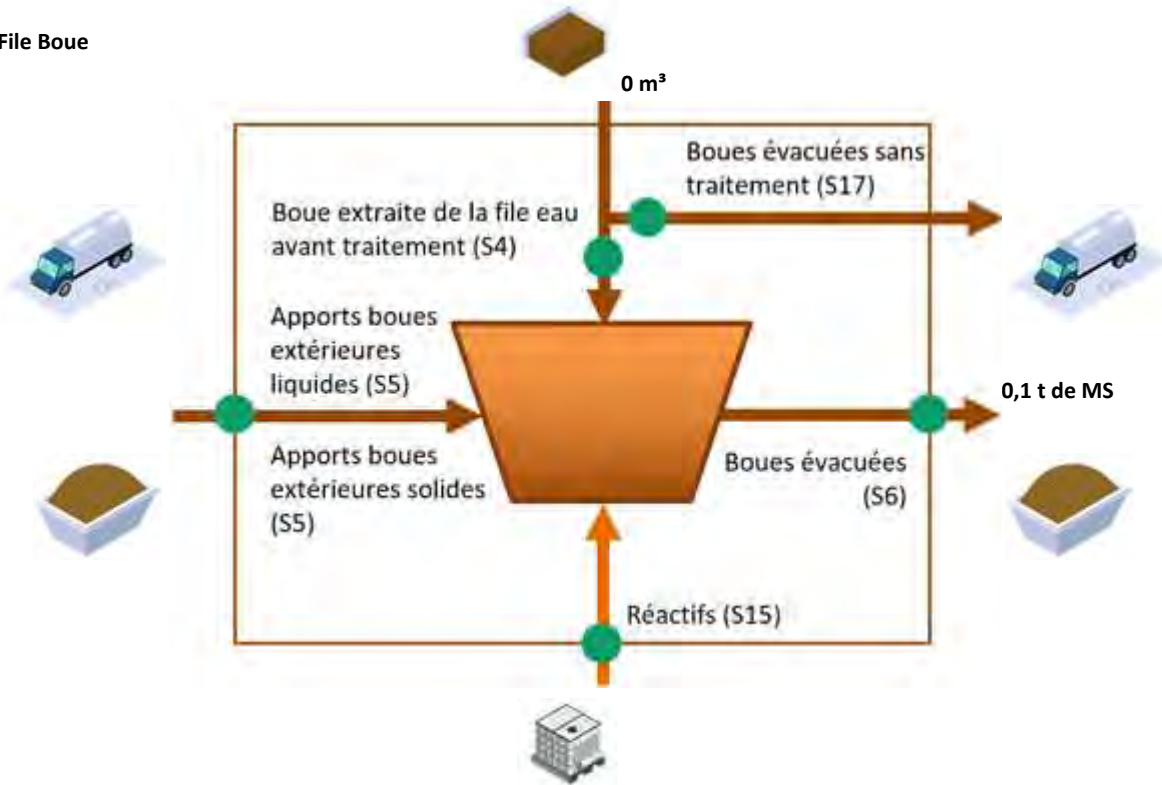 File Boue
0 m³
Boues évacuées sans
traitement (S17)
Boue extraite de la file eau
avant traitement (S4)
Apports boues
extérieures
liquides (S5)
0,1 t de MS
Apports boues
extérieures solides
(S5)
Boues évacuées
(S6)
Réactifs (S15)